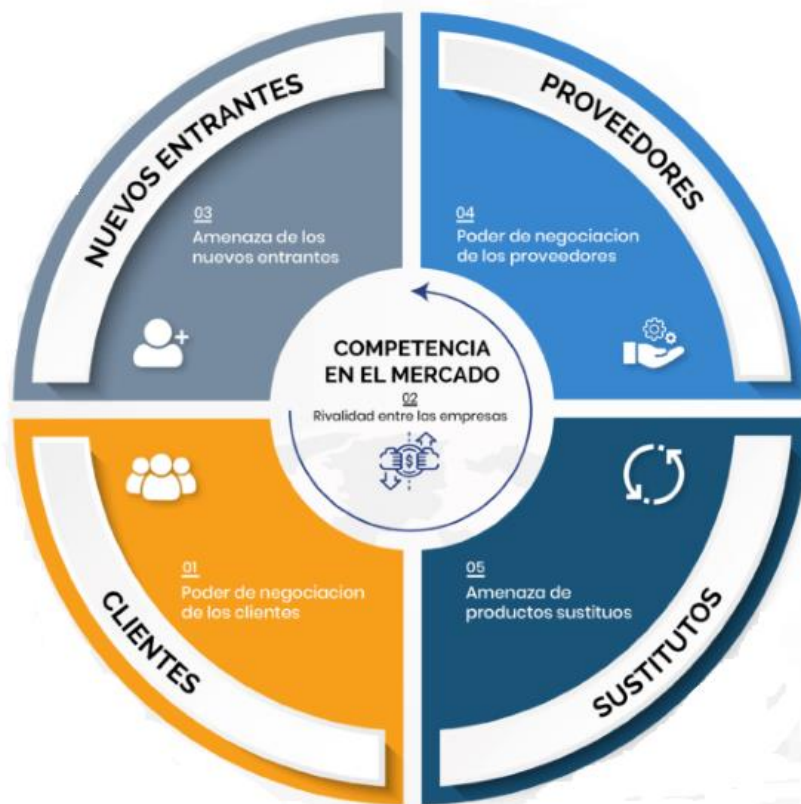 NUEVOS ENTRANTES
03
Amenaza de los
nuevos entrantes
PROVEEDORES
04
Poder de negociacion
de los proveedores
COMPETENCIA
EN EL MERCADO
02
Rivalidad entre las empresas
$
01
Poder de negociacion
de los clientes
CLIENTES
05
Amenaza de
productos sustituos
SUSTITUTOS